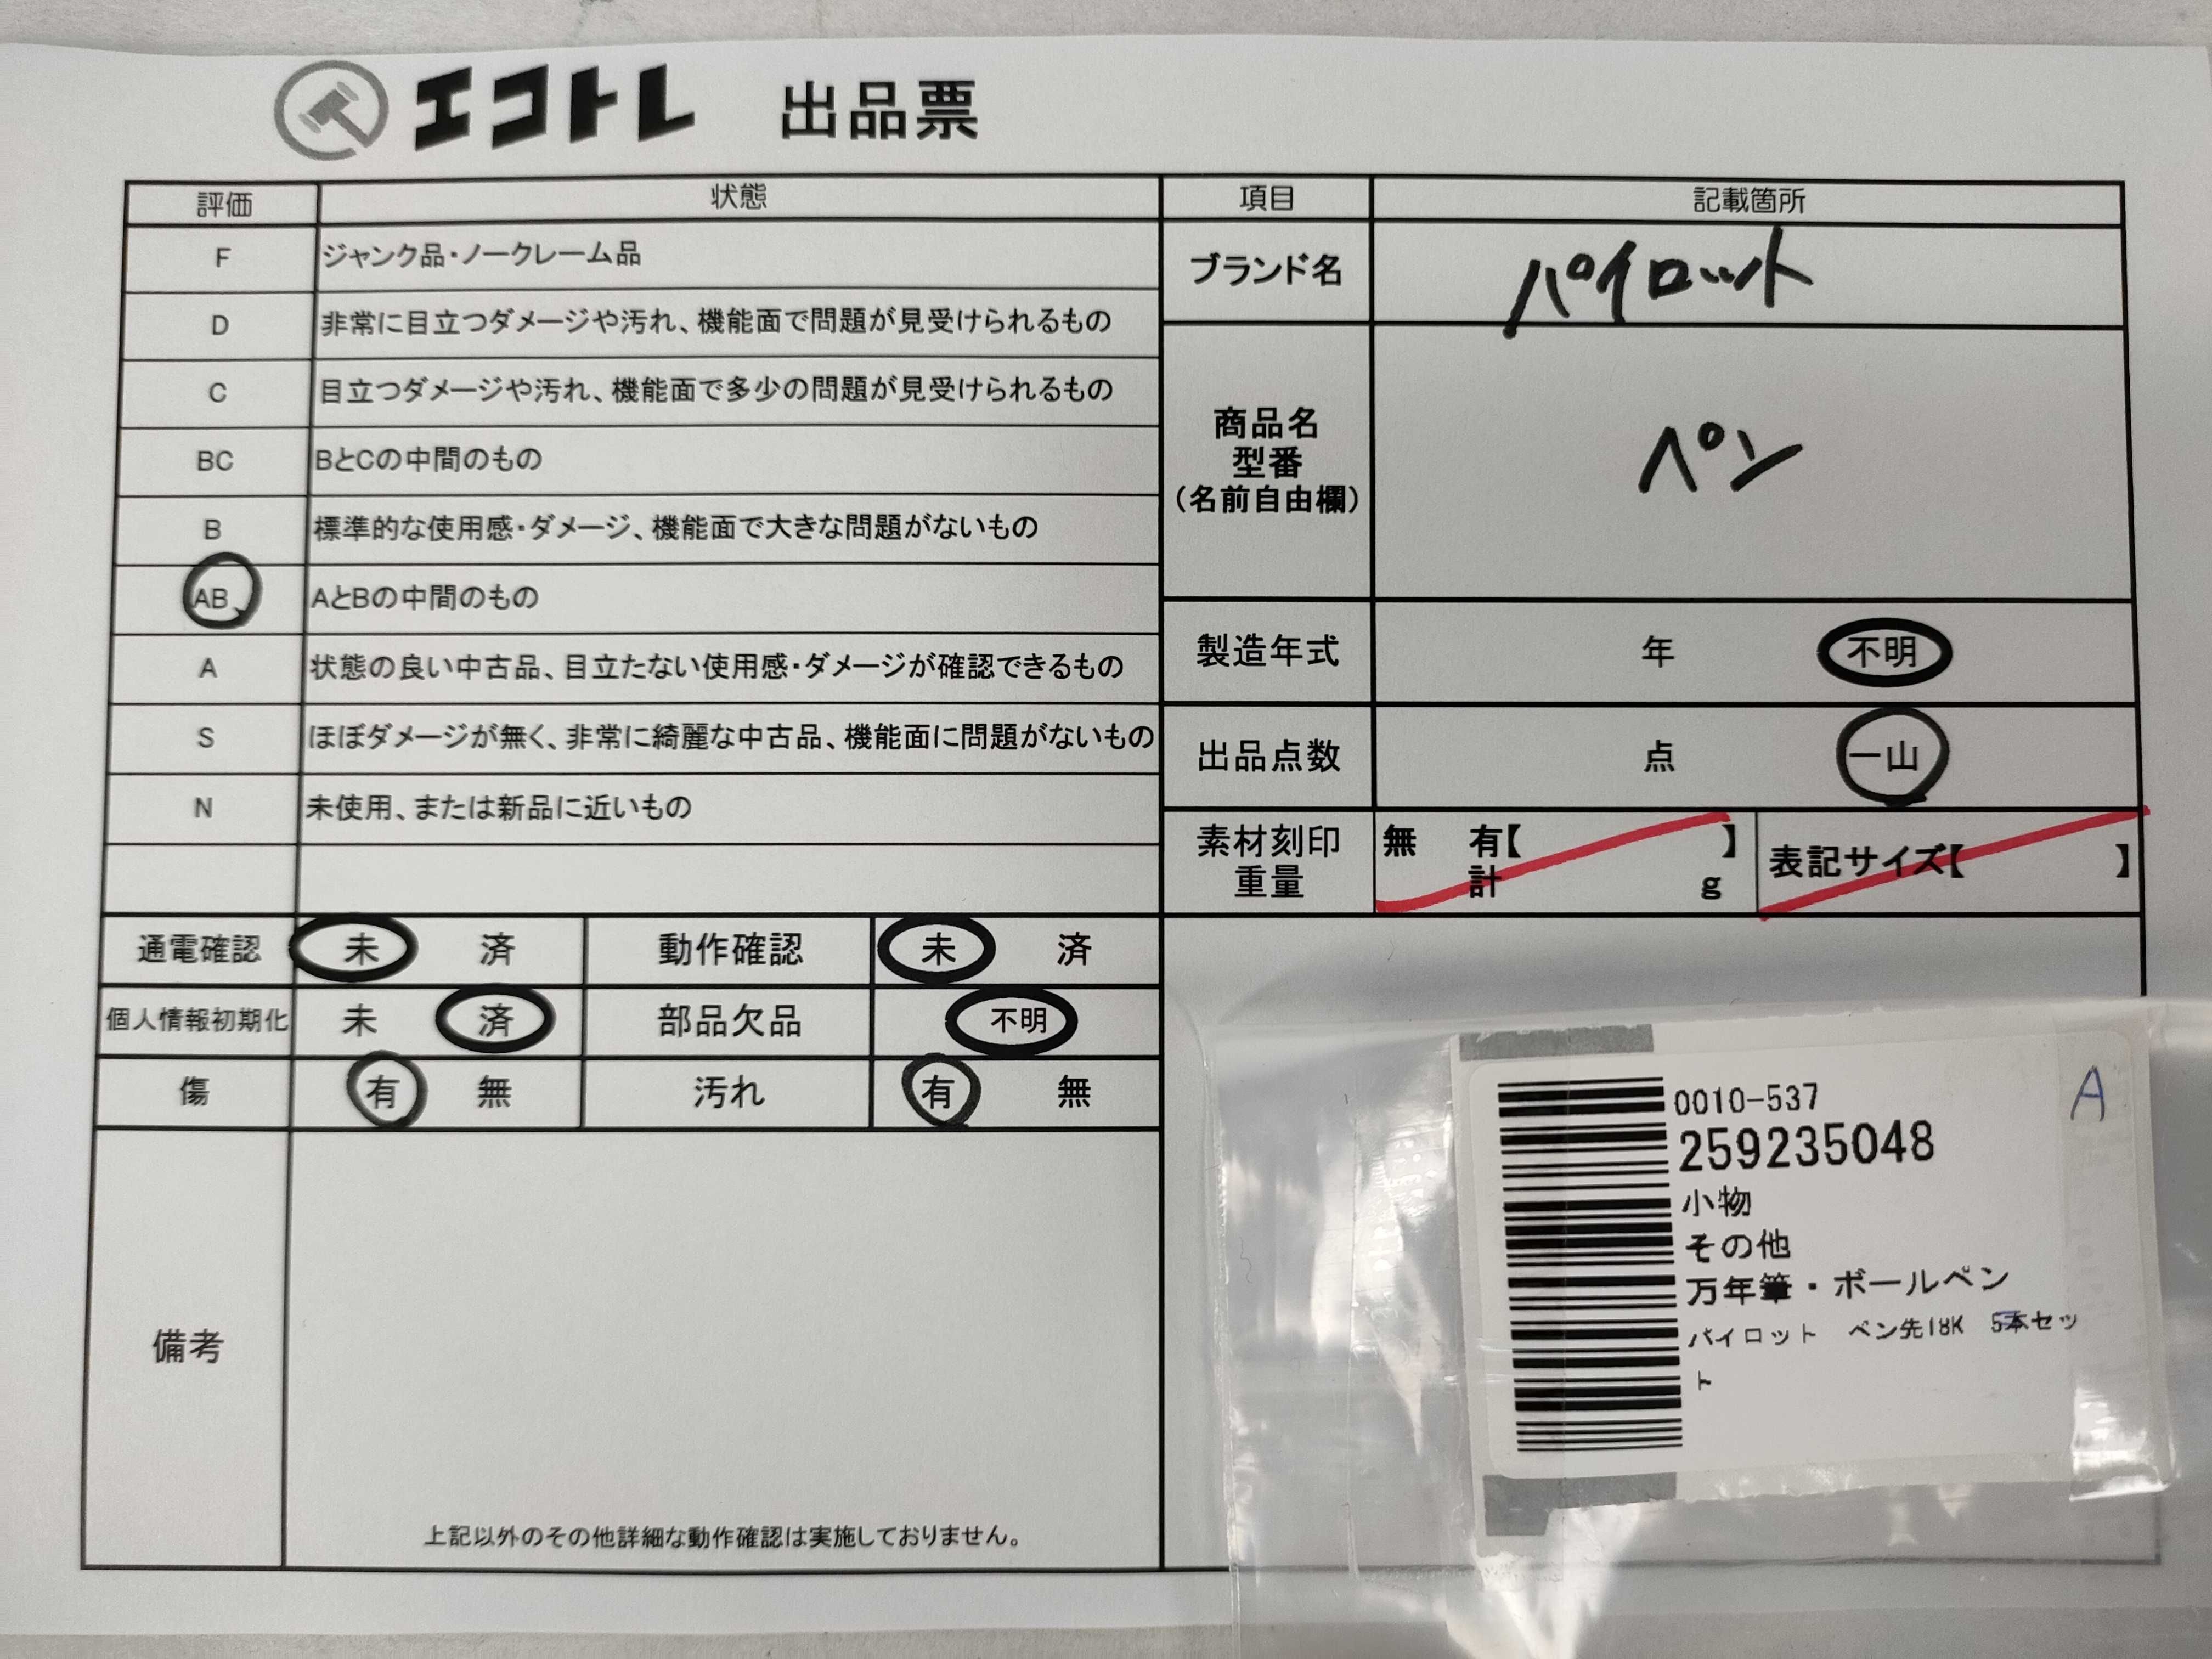 エコトレ 出品票
評価 状態
F ジャンク品・ノークレーム品
D 非常に目立つダメージや汚れ、機能面で問題が見受けられるもの
C 目立つダメージや汚れ、機能面で多少の問題が見受けられるもの
BC BとCの中間のもの
B 標準的な使用感・ダメージ、機能面で大きな問題がないもの
AB AとBの中間のもの
A 状態の良い中古品、目立たない使用感・ダメージが確認できるもの
S ほぼダメージが無く、非常に綺麗な中古品、機能面に問題がないもの
N 未使用、または新品に近いもの
通電確認 未 済 動作確認 未 済
個人情報初期化 未 済 部品欠品 不明
傷 有 無 汚れ 有 無
備考
上記以外のその他詳細な動作確認は実施しておりません。
項目 記載箇所
ブランド名 パイロット
商品名
型番
(名前自由欄)
ペン
製造年式 年 不明
出品点数 点 一山
素材刻印 無 有【 】
重量 計 g
表記サイズ【 】
0010-537
A
259235048
小物
その他
万年筆・ボールペン
パイロット ペン先18K 5本セッ
ト